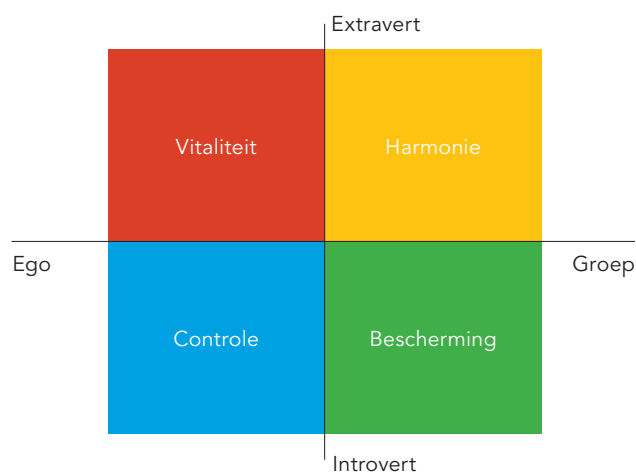 Extravert
Vitaliteit
Harmonie
Ego
Groep
Controle
Bescherming
Introvert